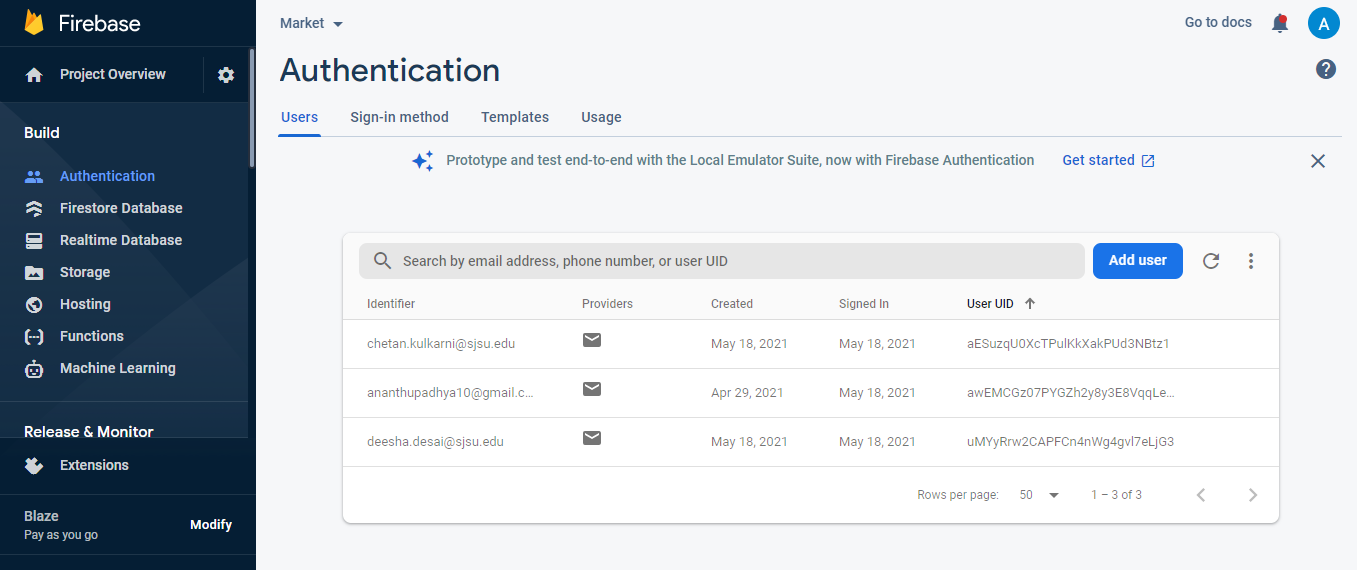 Firebase
Project Overview
Build
Authentication
Firestore Database
Realtime Database
Storage
Hosting
Functions
Machine Learning
Release & Monitor
Extensions
Blaze
Pay as you go
Modify
Market
Go to docs
A
Authentication
?
Users Sign-in method Templates Usage
Prototype and test end-to-end with the Local Emulator Suite, now with Firebase Authentication Get started
Search by email address, phone number, or user UID
Add user
Identifier Providers Created Signed In User UID
chetan.kulkarni@sjsu.edu May 18, 2021 May 18, 2021 aESuzqU0XcTPulKkXakPUd3NBtz1
ananthupadhya10@gmail.c... Apr 29, 2021 May 18, 2021 awEMCGz07PYGZh2y8y3E8VqqLe...
deesha.desai@sjsu.edu May 18, 2021 May 18, 2021 uMYyRrw2CAPFCn4nWg4gvl7eLjG3
Rows per page: 50 1 – 3 of 3